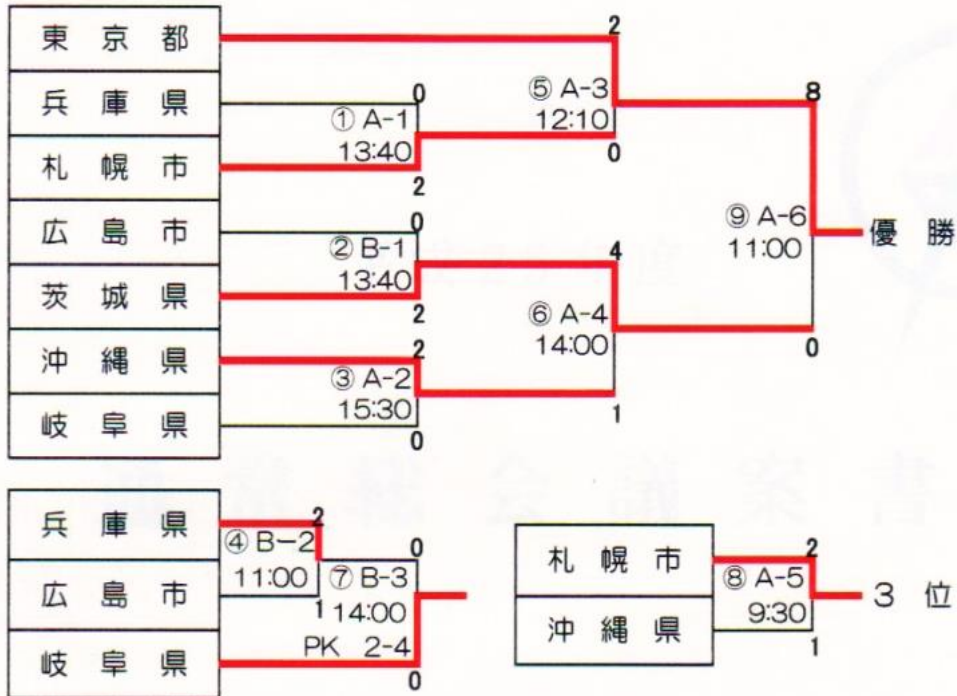 東京都 2
兵庫県 0
⑤ A-3
8
① A-1
12:10
13:40
0
札幌市 2
広島市 0
⑨ A-6
優勝
② B-1
4
11:00
13:40
茨城県 2
⑥ A-4
沖縄県 2
14:00
0
③ A-2
15:30
1
岐阜県 0
兵庫県 2
0
④ B-2
11:00
⑦ B-3
広島市 1
14:00
PK 2-4
岐阜県 0
札幌市 2
⑧ A-5
3位
9:30
沖縄県 1